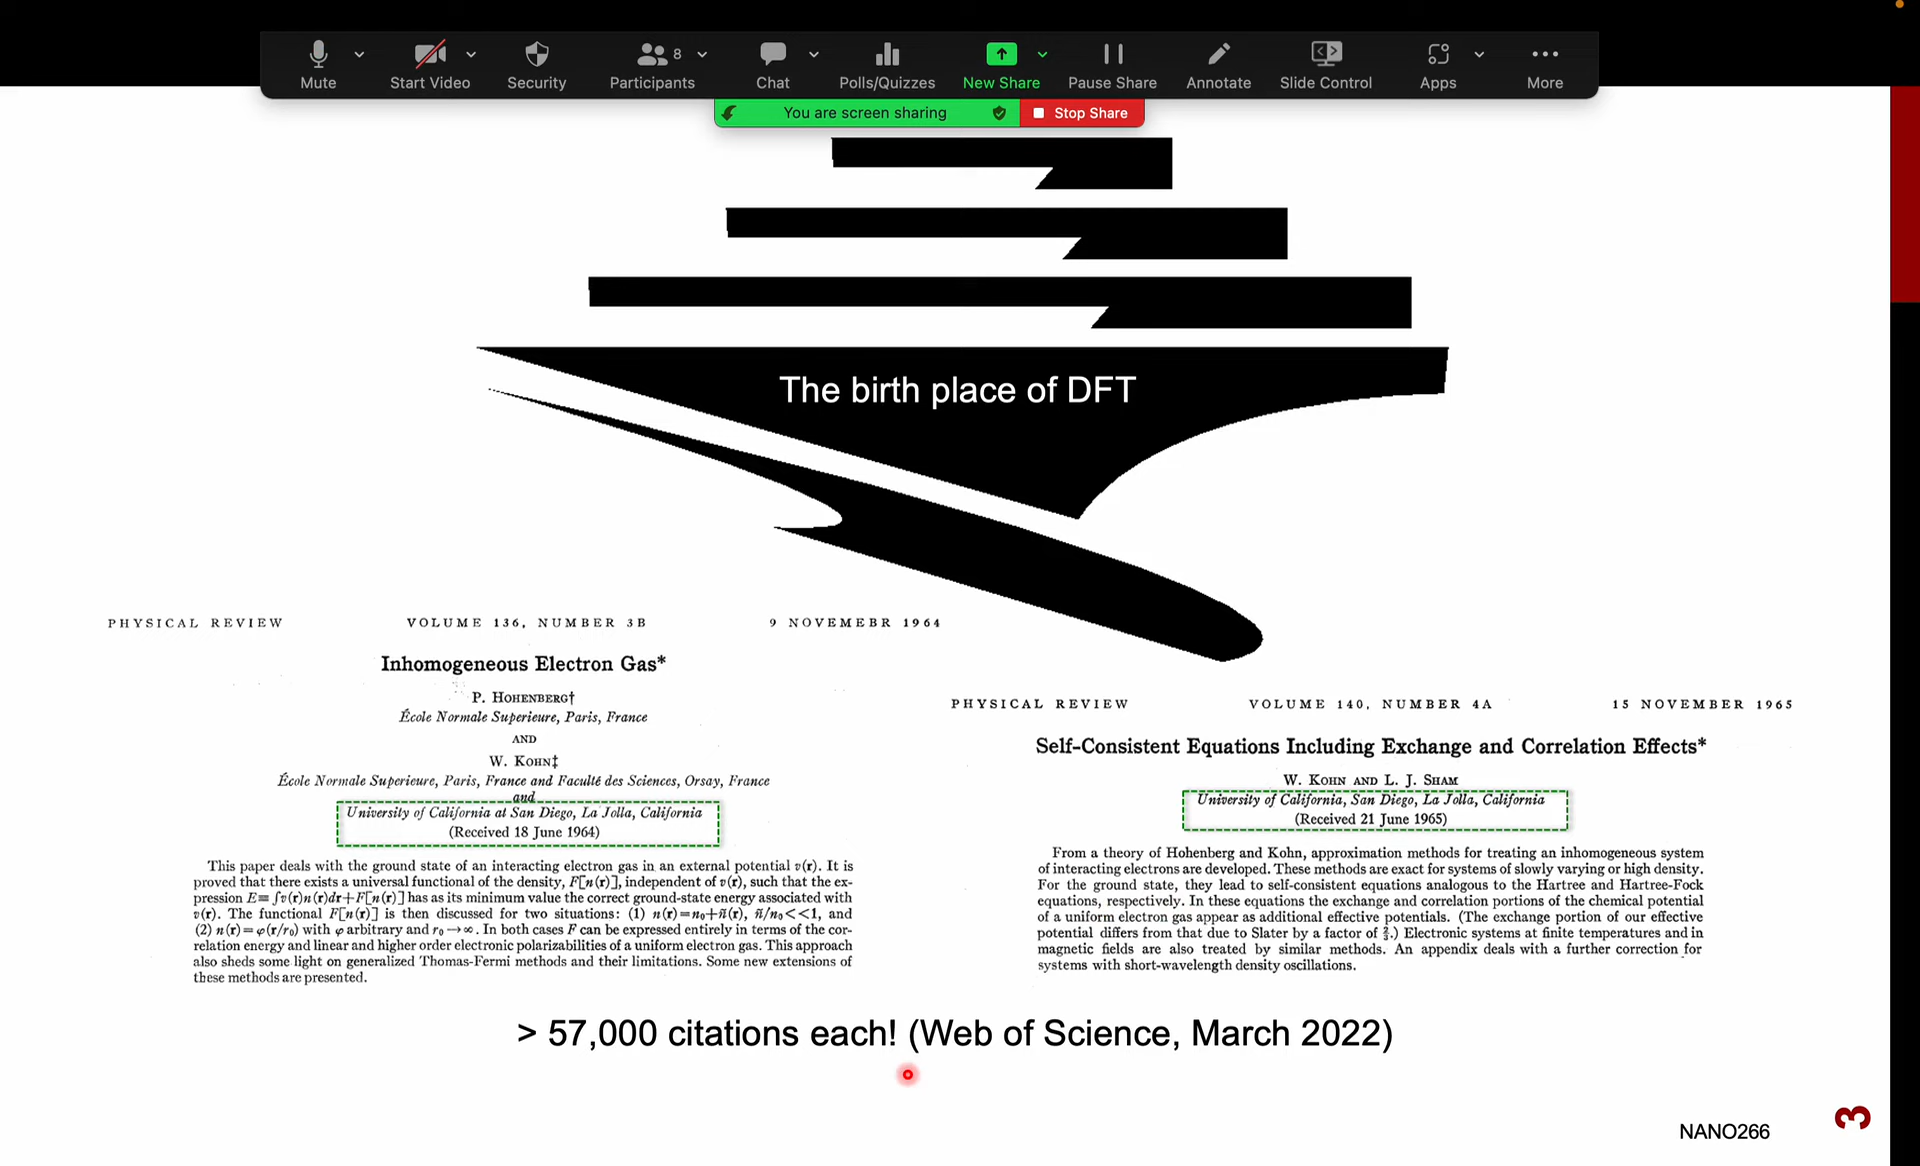 Mute
Start Video
Security
Participants 8
Chat
Polls/Quizzes
New Share
Pause Share
Annotate
Slide Control
Apps
More
You are screen sharing
Stop Share
The birth place of DFT
PHYSICAL REVIEW VOLUME 136, NUMBER 3B 9 NOVEMEBR 1964
Inhomogeneous Electron Gas*
P. HOHENBERG†
École Normale Superieure, Paris, France
AND
W. KOHN‡
École Normale Superieure, Paris, France and Faculté des Sciences, Orsay, France
and
University of California at San Diego, La Jolla, California
(Received 18 June 1964)
This paper deals with the ground state of an interacting electron gas in an external potential v(r). It is
proved that there exists a universal functional of the density, F[n(r)], independent of v(r), such that the ex-
pression E≡∫v(r)n(r)dr+F[n(r)] has as its minimum value the correct ground-state energy associated with
v(r). The functional F[n(r)] is then discussed for two situations: (1) n(r)=n₀+ñ(r), ñ/n₀<<1, and
(2) n(r)=φ(r/r₀) with φ arbitrary and r₀→∞. In both cases F can be expressed entirely in terms of the cor-
relation energy and linear and higher order electronic polarizabilities of a uniform electron gas. This approach
also sheds some light on generalized Thomas-Fermi methods and their limitations. Some new extensions of
these methods are presented.
PHYSICAL REVIEW VOLUME 140, NUMBER 4A 15 NOVEMBER 1965
Self-Consistent Equations Including Exchange and Correlation Effects*
W. KOHN AND L. J. SHAM
University of California, San Diego, La Jolla, California
(Received 21 June 1965)
From a theory of Hohenberg and Kohn, approximation methods for treating an inhomogeneous system
of interacting electrons are developed. These methods are exact for systems of slowly varying or high density.
For the ground state, they lead to self-consistent equations analogous to the Hartree and Hartree-Fock
equations, respectively. In these equations the exchange and correlation portions of the chemical potential
of a uniform electron gas appear as additional effective potentials. (The exchange portion of our effective
potential differs from that due to Slater by a factor of ⅔.) Electronic systems at finite temperatures and in
magnetic fields are also treated by similar methods. An appendix deals with a further correction for
systems with short-wavelength density oscillations.
> 57,000 citations each! (Web of Science, March 2022)
NANO266
3